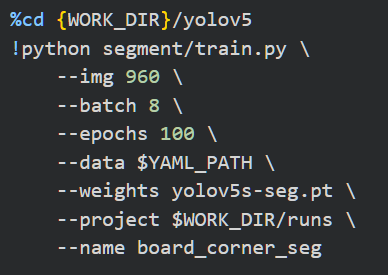 %cd {WORK_DIR}/yolov5
!python segment/train.py \
    --img 960 \
    --batch 8 \
    --epochs 100 \
    --data $YAML_PATH \
    --weights yolov5s-seg.pt \
    --project $WORK_DIR/runs \
    --name board_corner_seg